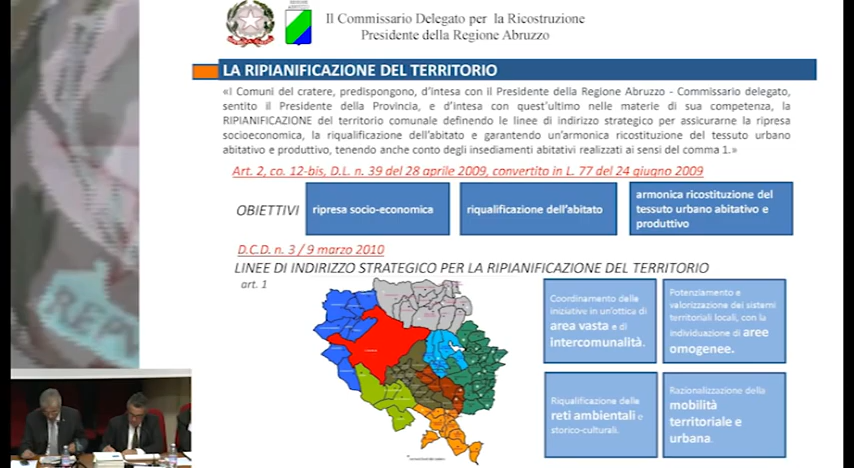 Il Commissario Delegato per la Ricostruzione
Presidente della Regione Abruzzo
LA RIPIANIFICAZIONE DEL TERRITORIO
«I Comuni del cratere, predispongono, d'intesa con il Presidente della Regione Abruzzo - Commissario delegato,
sentito il Presidente della Provincia, e d'intesa con quest'ultimo nelle materie di sua competenza, la
RIPIANIFICAZIONE del territorio comunale definendo le linee di indirizzo strategico per assicurarne la ripresa
socioeconomica, la riqualificazione dell'abitato e garantendo un'armonica ricostituzione del tessuto urbano
abitativo e produttivo, tenendo anche conto degli insediamenti abitativi realizzati ai sensi del comma 1.»
Art. 2, co. 12-bis, D.L. n. 39 del 28 aprile 2009, convertito in L. 77 del 24 giugno 2009
OBIETTIVI
ripresa socio-economica
riqualificazione dell'abitato
armonica ricostituzione del
tessuto urbano abitativo e
produttivo
D.C.D. n. 3 / 9 marzo 2010
LINEE DI INDIRIZZO STRATEGICO PER LA RIPIANIFICAZIONE DEL TERRITORIO
art. 1
Coordinamento delle
iniziative in un'ottica di
area vasta e di
intercomunalità.
Potenziamento e
valorizzazione dei sistemi
territoriali locali, con la
individuazione di aree
omogenee.
Riqualificazione delle
reti ambientali e
storico-culturali.
Razionalizzazione della
mobilità
territoriale e
urbana.